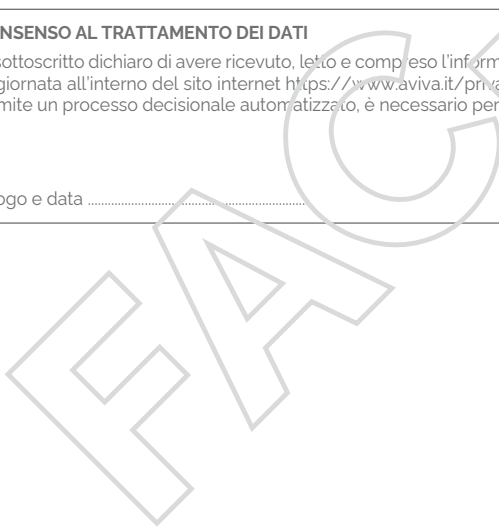 NSENSO AL TRATTAMENTO DEI DATI
sottoscritto dichiaro di avere ricevuto, letto e compreso l'inform
giornata all'interno del sito internet https://www.aviva.it/priva
mite un processo decisionale automatizzato, è necessario per
ogo e data ....................................................................
FAC